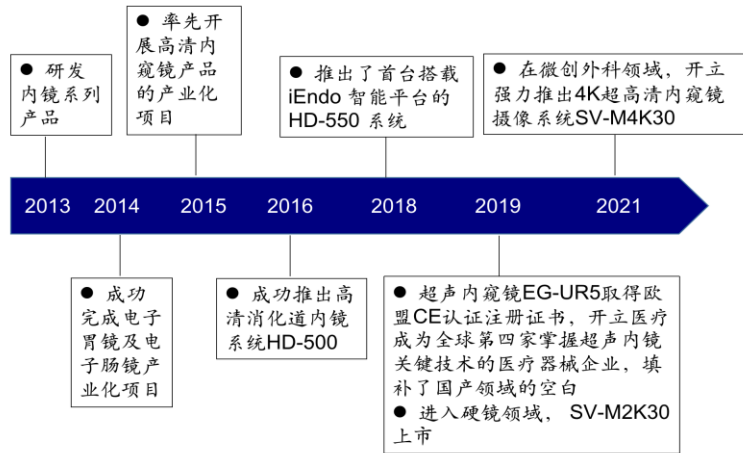 ● 研发
内镜系列
产品
● 率先开
展高清内
窥镜产品
的产业化
项目
● 推出了首台搭载
iEndo 智能平台的
HD-550 系统
● 在微创外科领域，开立
强力推出4K超高清内窥镜
摄像系统SV-M4K30
2013 2014 2015 2016 2018 2019 2021
● 成功
完成电子
胃镜及电
子肠镜产
业化项目
● 成功推出高
清消化道内镜
系统HD-500
● 超声内窥镜EG-UR5取得欧
盟CE认证注册证书，开立医疗
成为全球第四家掌握超声内镜
关键技术的医疗器械企业，填
补了国产领域的空白
● 进入硬镜领域， SV-M2K30
上市